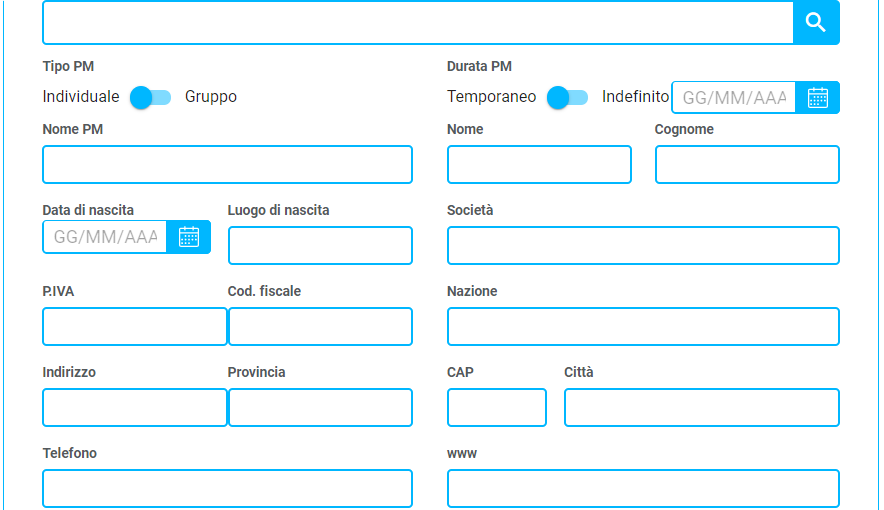 Tipo PM Durata PM
Individuale Gruppo Temporaneo Indefinito GG/MM/AAA
Nome PM Nome Cognome
Data di nascita Luogo di nascita Società
GG/MM/AAA
P.IVA Cod. fiscale Nazione
Indirizzo Provincia CAP Città
Telefono www